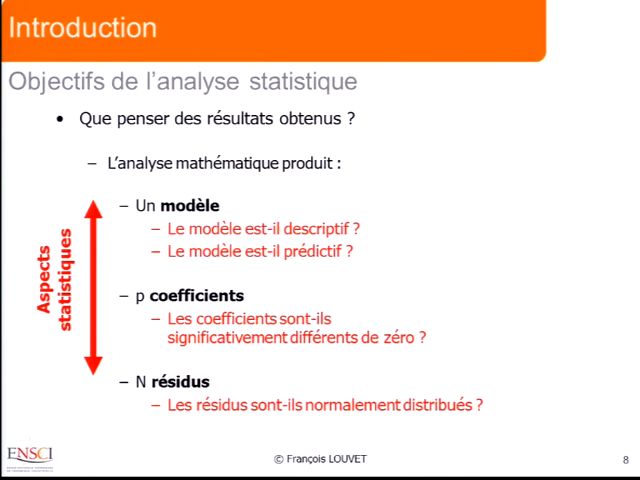 Introduction
Objectifs de l'analyse statistique
• Que penser des résultats obtenus ?
– L'analyse mathématique produit :
– Un modèle
– Le modèle est-il descriptif ?
– Le modèle est-il prédictif ?
Aspects
statistiques
– p coefficients
– Les coefficients sont-ils
significativement différents de zéro ?
– N résidus
– Les résidus sont-ils normalement distribués ?
ENSCI
© François LOUVET
8